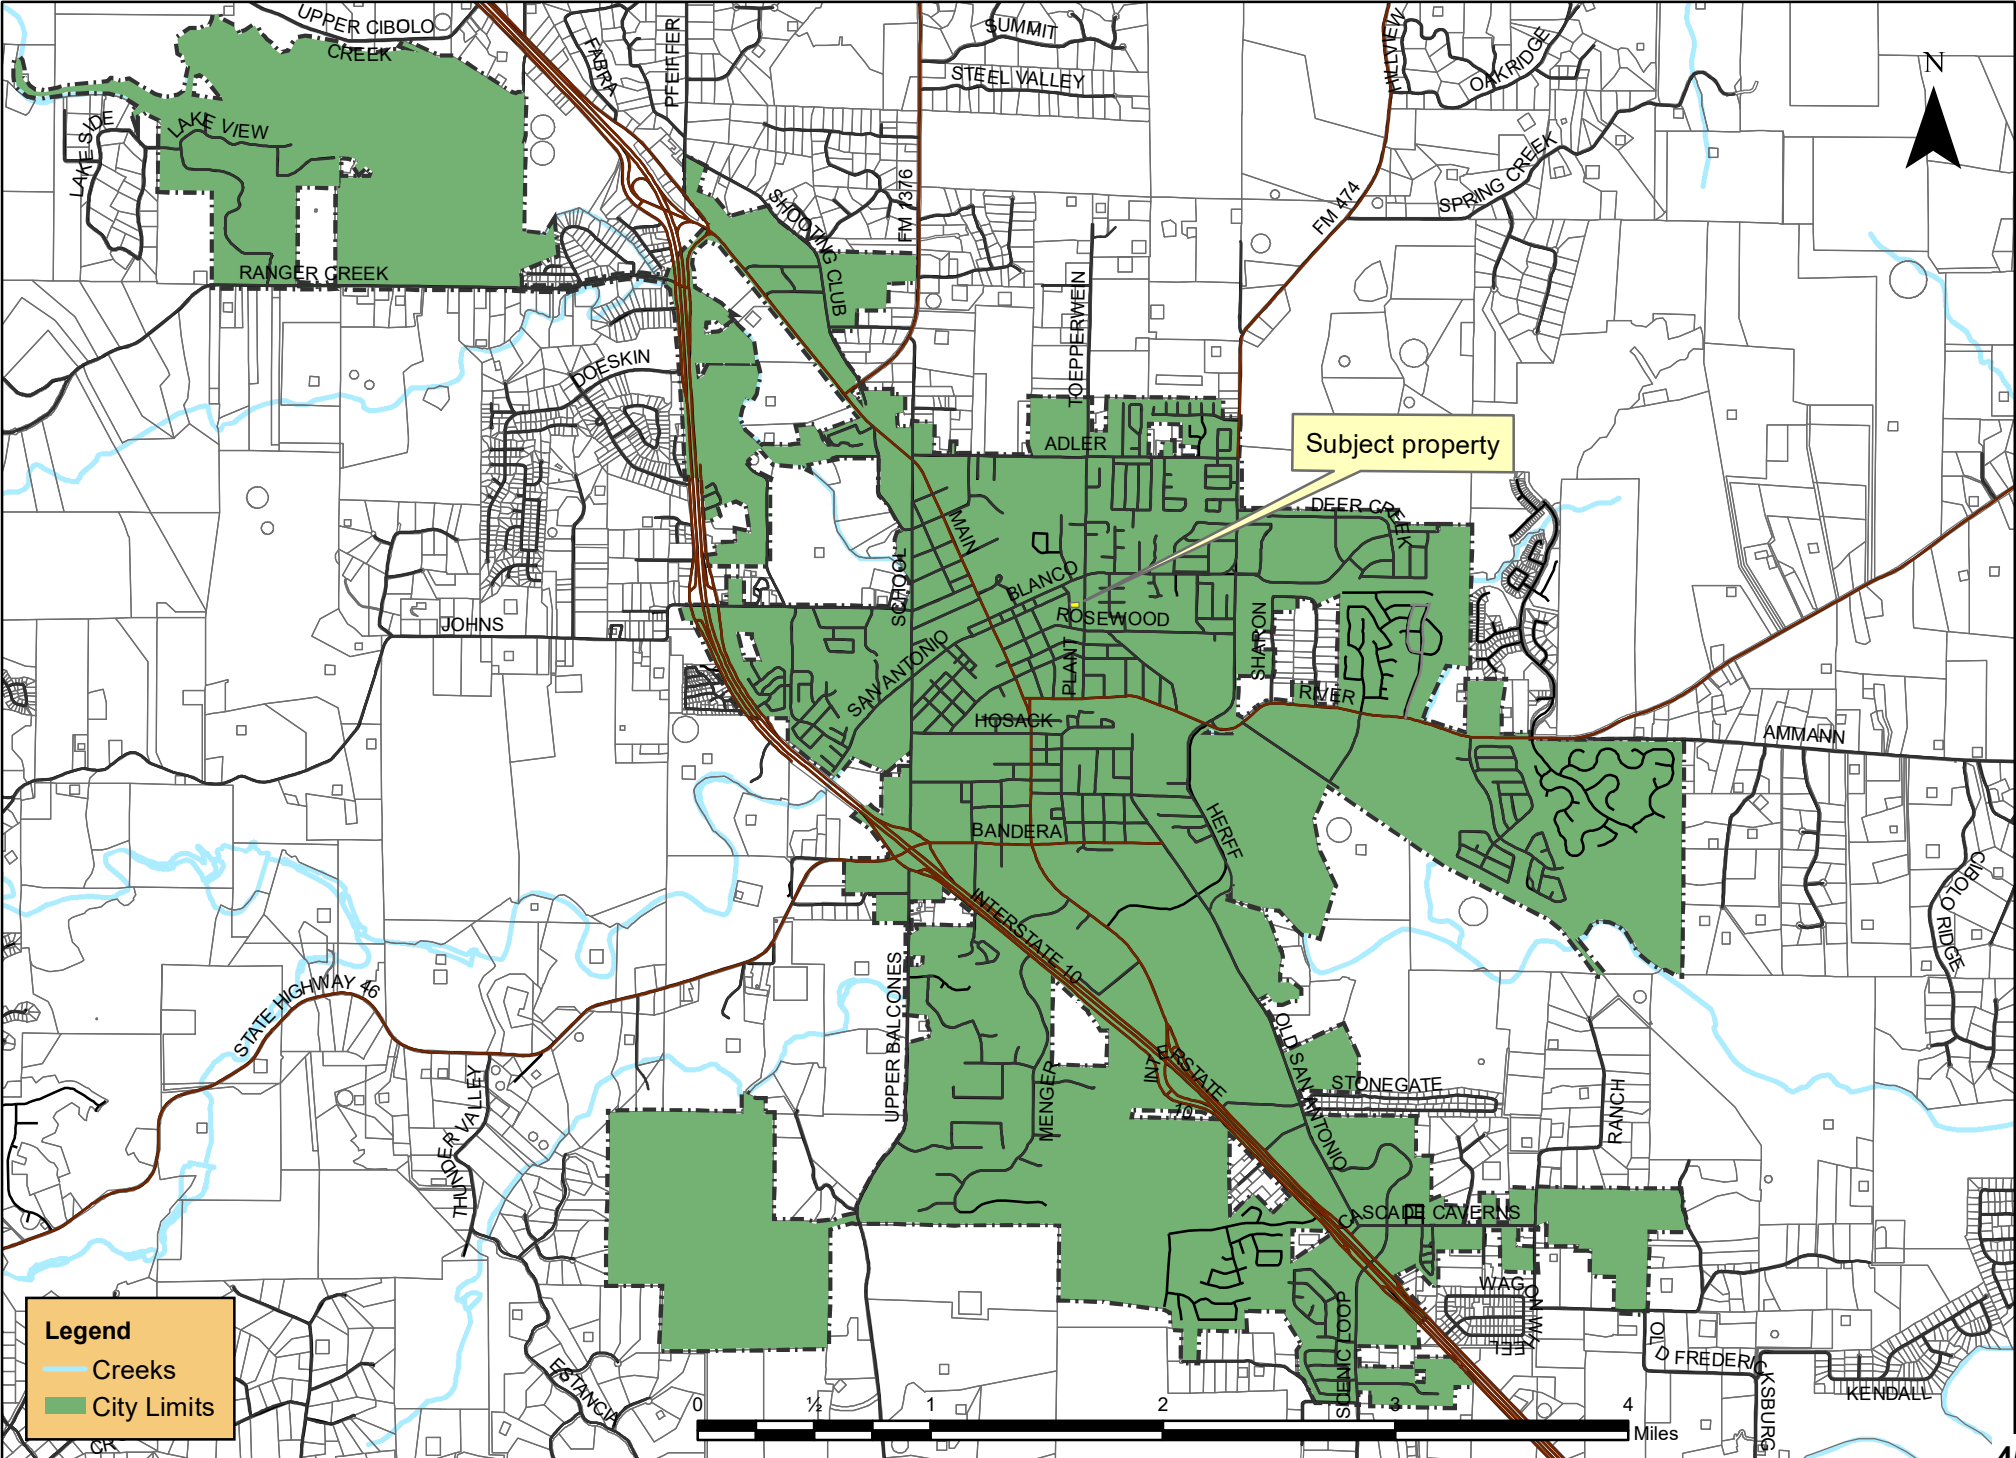 UPPER CIBOLO
CREEK
FABRA
PFEIFFER
SUMMIT
STEEL VALLEY
HILLVIEW
OAKRIDGE
N
LAKE SIDE
LAKE VIEW
SHOOTING CLUB
FM 1376
FM 474
SPRING CREEK
RANGER CREEK
TOEPPERWEIN
DOESKIN
ADLER
Subject property
DEER CREEK
MAIN
SCHOOL
BLANCO
ROSEWOOD
JOHNS
SAN ANTONIO
PLANT
SHARON
RIVER
HOSACK
AMMANN
BANDERA
HERFF
CIBOLO RIDGE
INTERSTATE 10
STATE HIGHWAY 46
UPPER BALCONES
OLD SAN ANTONIO
INTERSTATE
10
MENGER
STONEGATE
RANCH
THUNDER VALLEY
CASCADE CAVERNS
WAGON WHEEL
SCENIC LOOP
OLD FREDERICKSBURG
KENDALL
ESTANCIA
Legend
Creeks
City Limits
0 ½ 1 2 3 4
Miles